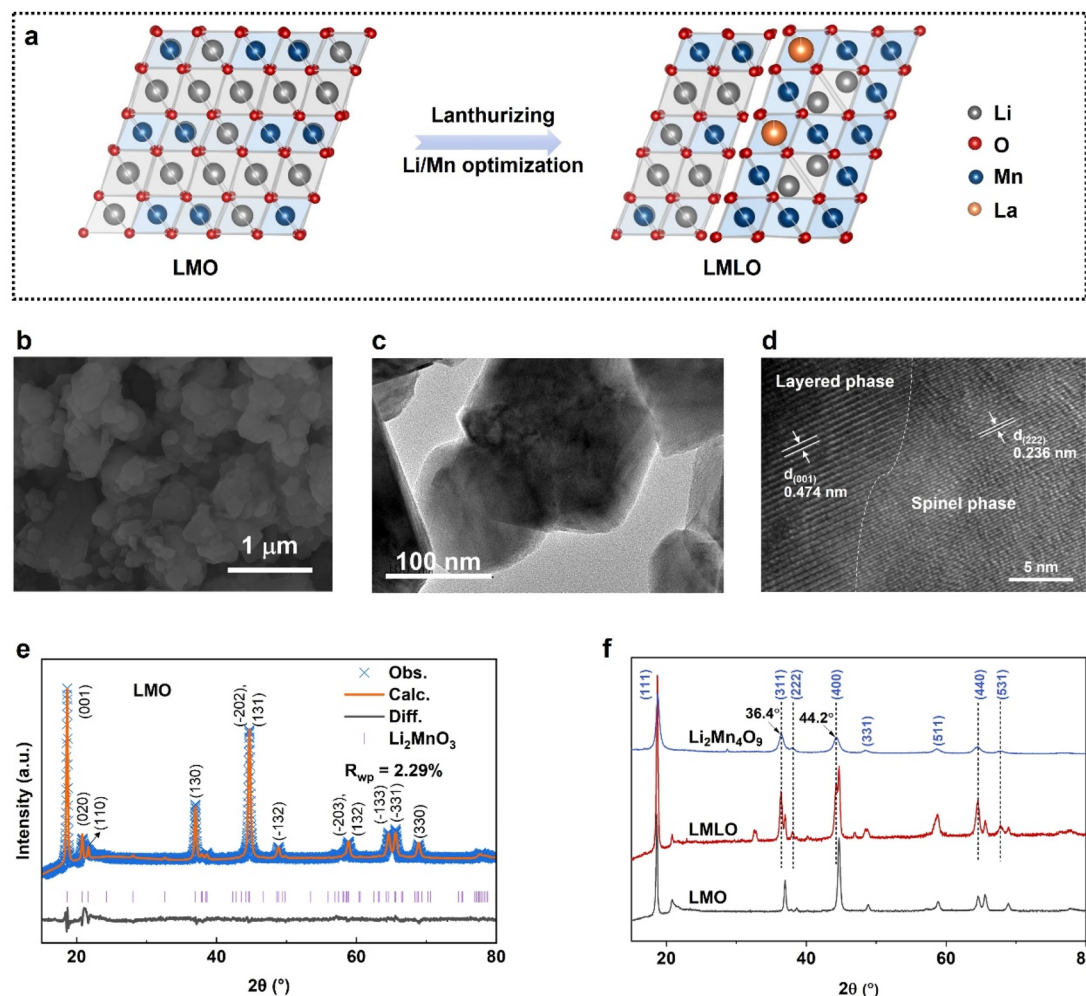 a
Lanthurizing
Li/Mn optimization
LMO
LMLO
Li
O
Mn
La
b
1 μm
c
100 nm
d
Layered phase
d(222)
0.236 nm
d(001)
0.474 nm
Spinel phase
5 nm
e
LMO
Obs.
Calc.
Diff.
Li₂MnO₃
Rwp = 2.29%
(001)
(020)
(110)
(130)
(-202),
(131)
(-132)
(-203),
(132)
(-133)
(-331)
(330)
Intensity (a.u.)
20 40 60 80
2θ (°)
f
(111)
(311)
(222)
(400)
(331)
(511)
(440)
(531)
36.4°
44.2°
Li₂Mn₄O₉
LMLO
LMO
20 40 60 80
2θ (°)